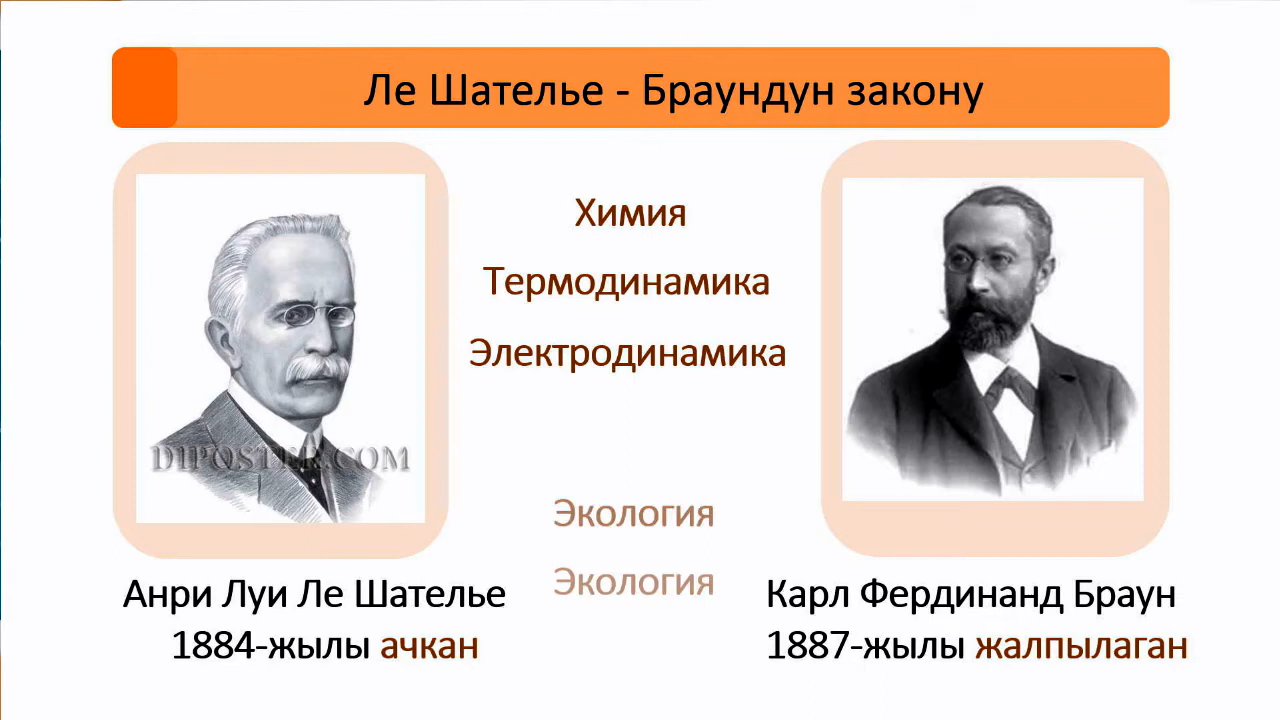 Ле Шателье - Браундун закону
Химия
Термодинамика
Электродинамика
DIPOSTER.COM
Экология
Экология
Анри Луи Ле Шателье
1884-жылы ачкан
Карл Фердинанд Браун
1887-жылы жалпылаган